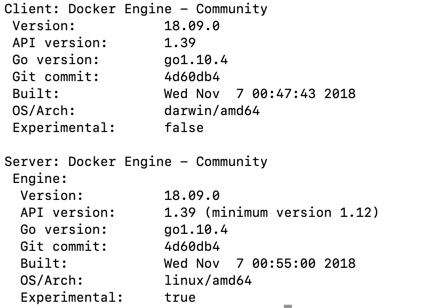 Client: Docker Engine – Community
 Version:           18.09.0
 API version:       1.39
 Go version:        go1.10.4
 Git commit:        4d60db4
 Built:             Wed Nov  7 00:47:43 2018
 OS/Arch:           darwin/amd64
 Experimental:      false

Server: Docker Engine – Community
 Engine:
  Version:          18.09.0
  API version:      1.39 (minimum version 1.12)
  Go version:       go1.10.4
  Git commit:       4d60db4
  Built:            Wed Nov  7 00:55:00 2018
  OS/Arch:          linux/amd64
  Experimental:     true